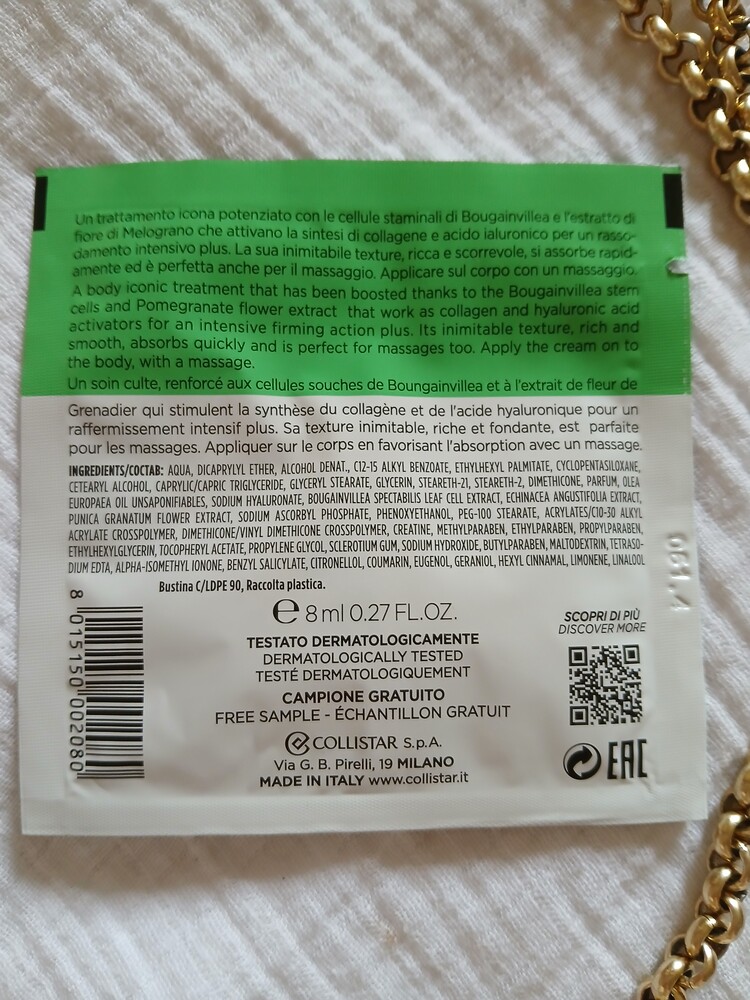 Un trattamento icona potenziato con le cellule staminali di Bougainvillea e l'estratto di
fiore di Melograno che attivano la sintesi di collagene e acido ialuronico per un rasso-
damento intensivo plus. La sua inimitabile texture, ricca e scorrevole, si assorbe rapid-
amente ed è perfetta anche per il massaggio. Applicare sul corpo con un massaggio.
A body iconic treatment that has been boosted thanks to the Bougainvillea stem
cells and Pomegranate flower extract that work as collagen and hyaluronic acid
activators for an intensive firming action plus. Its inimitable texture, rich and
smooth, absorbs quickly and is perfect for massages too. Apply the cream on to
the body, with a massage.
Un soin culte, renforcé aux cellules souches de Boungainvillea et à l'extrait de fleur de
Grenadier qui stimulent la synthèse du collagène et de l'acide hyaluronique pour un
raffermissement intensif plus. Sa texture inimitable, riche et fondante, est parfaite
pour les massages. Appliquer sur le corps en favorisant l'absorption avec un massage.
INGREDIENTS/СОСТАВ: AQUA, DICAPRYLYL ETHER, ALCOHOL DENAT., C12-15 ALKYL BENZOATE, ETHYLHEXYL PALMITATE, CYCLOPENTASILOXANE,
CETEARYL ALCOHOL, CAPRYLIC/CAPRIC TRIGLYCERIDE, GLYCERYL STEARATE, GLYCERIN, STEARETH-21, STEARETH-2, DIMETHICONE, PARFUM, OLEA
EUROPAEA OIL UNSAPONIFIABLES, SODIUM HYALURONATE, BOUGAINVILLEA SPECTABILIS LEAF CELL EXTRACT, ECHINACEA ANGUSTIFOLIA EXTRACT,
PUNICA GRANATUM FLOWER EXTRACT, SODIUM ASCORBYL PHOSPHATE, PHENOXYETHANOL, PEG-100 STEARATE, ACRYLATES/C10-30 ALKYL
ACRYLATE CROSSPOLYMER, DIMETHICONE/VINYL DIMETHICONE CROSSPOLYMER, CREATINE, METHYLPARABEN, ETHYLPARABEN, PROPYLPARABEN,
ETHYLHEXYLGLYCERIN, TOCOPHERYL ACETATE, PROPYLENE GLYCOL, SCLEROTIUM GUM, SODIUM HYDROXIDE, BUTYLPARABEN, MALTODEXTRIN, TETRASO-
DIUM EDTA, ALPHA-ISOMETHYL IONONE, BENZYL SALICYLATE, CITRONELLOL, COUMARIN, EUGENOL, GERANIOL, HEXYL CINNAMAL, LIMONENE, LINALOOL
Bustina C/LDPE 90, Raccolta plastica.
e 8 ml 0.27 FL.OZ.
TESTATO DERMATOLOGICAMENTE
DERMATOLOGICALLY TESTED
TESTÉ DERMATOLOGIQUEMENT
CAMPIONE GRATUITO
FREE SAMPLE - ÉCHANTILLON GRATUIT
COLLISTAR S.p.A.
Via G. B. Pirelli, 19 MILANO
MADE IN ITALY www.collistar.it
8 015150 002080
SCOPRI DI PIÙ
DISCOVER MORE
EAC